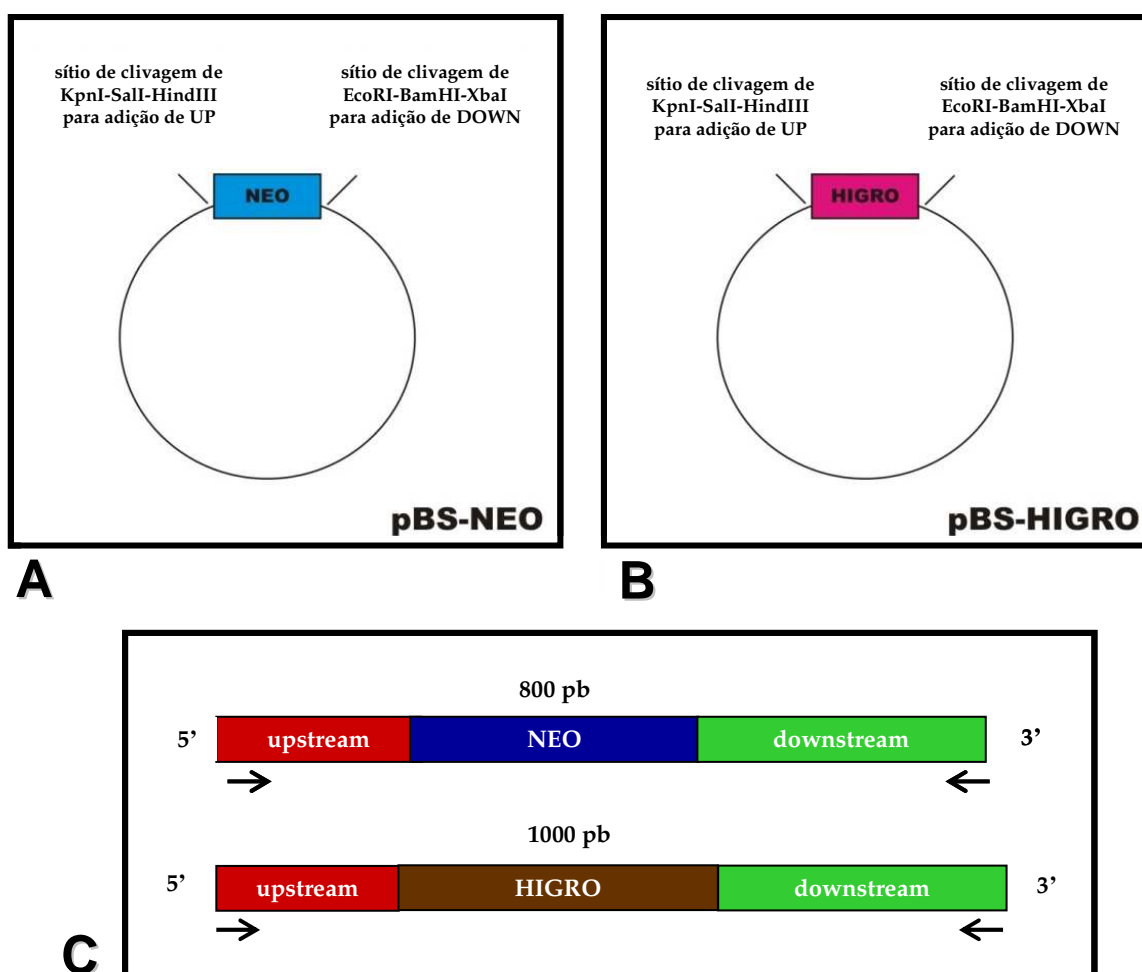 sítio de clivagem de
KpnI-SalI-HindIII
para adição de UP
sítio de clivagem de
EcoRI-BamHI-XbaI
para adição de DOWN
NEO
pBS-NEO
A
sítio de clivagem de
KpnI-SalI-HindIII
para adição de UP
sítio de clivagem de
EcoRI-BamHI-XbaI
para adição de DOWN
HIGRO
pBS-HIGRO
B
800 pb
5’ upstream NEO downstream 3’
1000 pb
5’ upstream HIGRO downstream 3’
C